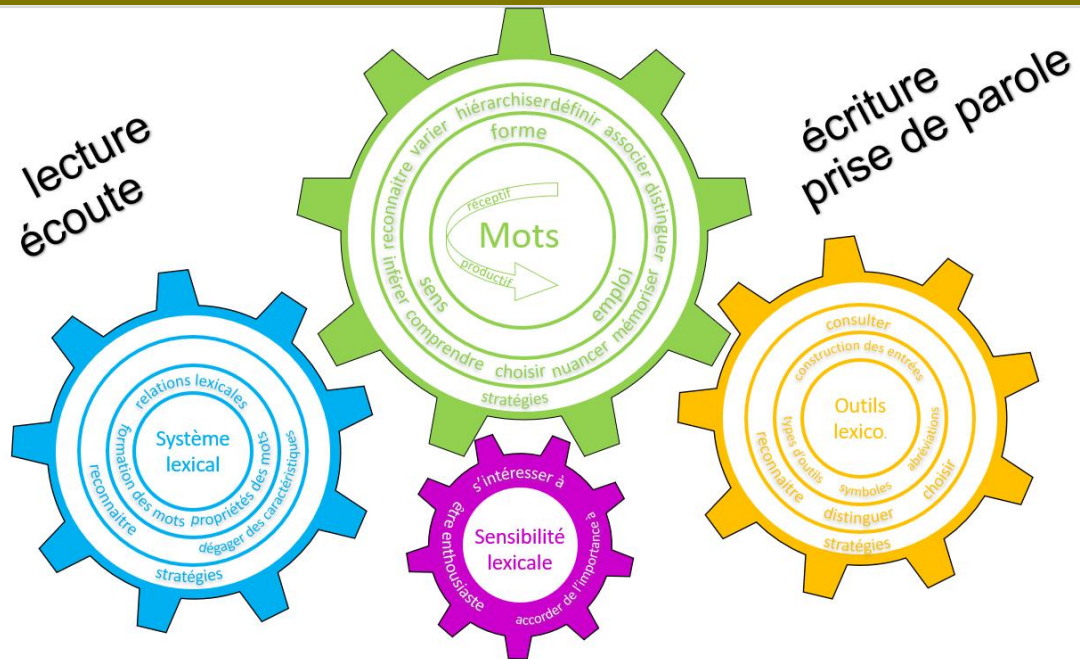 lecture
écoute
écriture
prise de parole
inférer reconnaitre varier hiérarchiser définir associer distinguer
comprendre choisir nuancer mémoriser
stratégies
forme
sens
emploi
réceptif
Mots
productif
relations lexicales
formation des mots
propriétés des mots
Système
lexical
reconnaitre
dégager des caractéristiques
stratégies
s'intéresser à
être enthousiaste
accorder de l'importance à
Sensibilité
lexicale
consulter
construction des entrées
Outils
lexico.
types d'outils
symboles
abréviations
reconnaitre
distinguer
choisir
stratégies